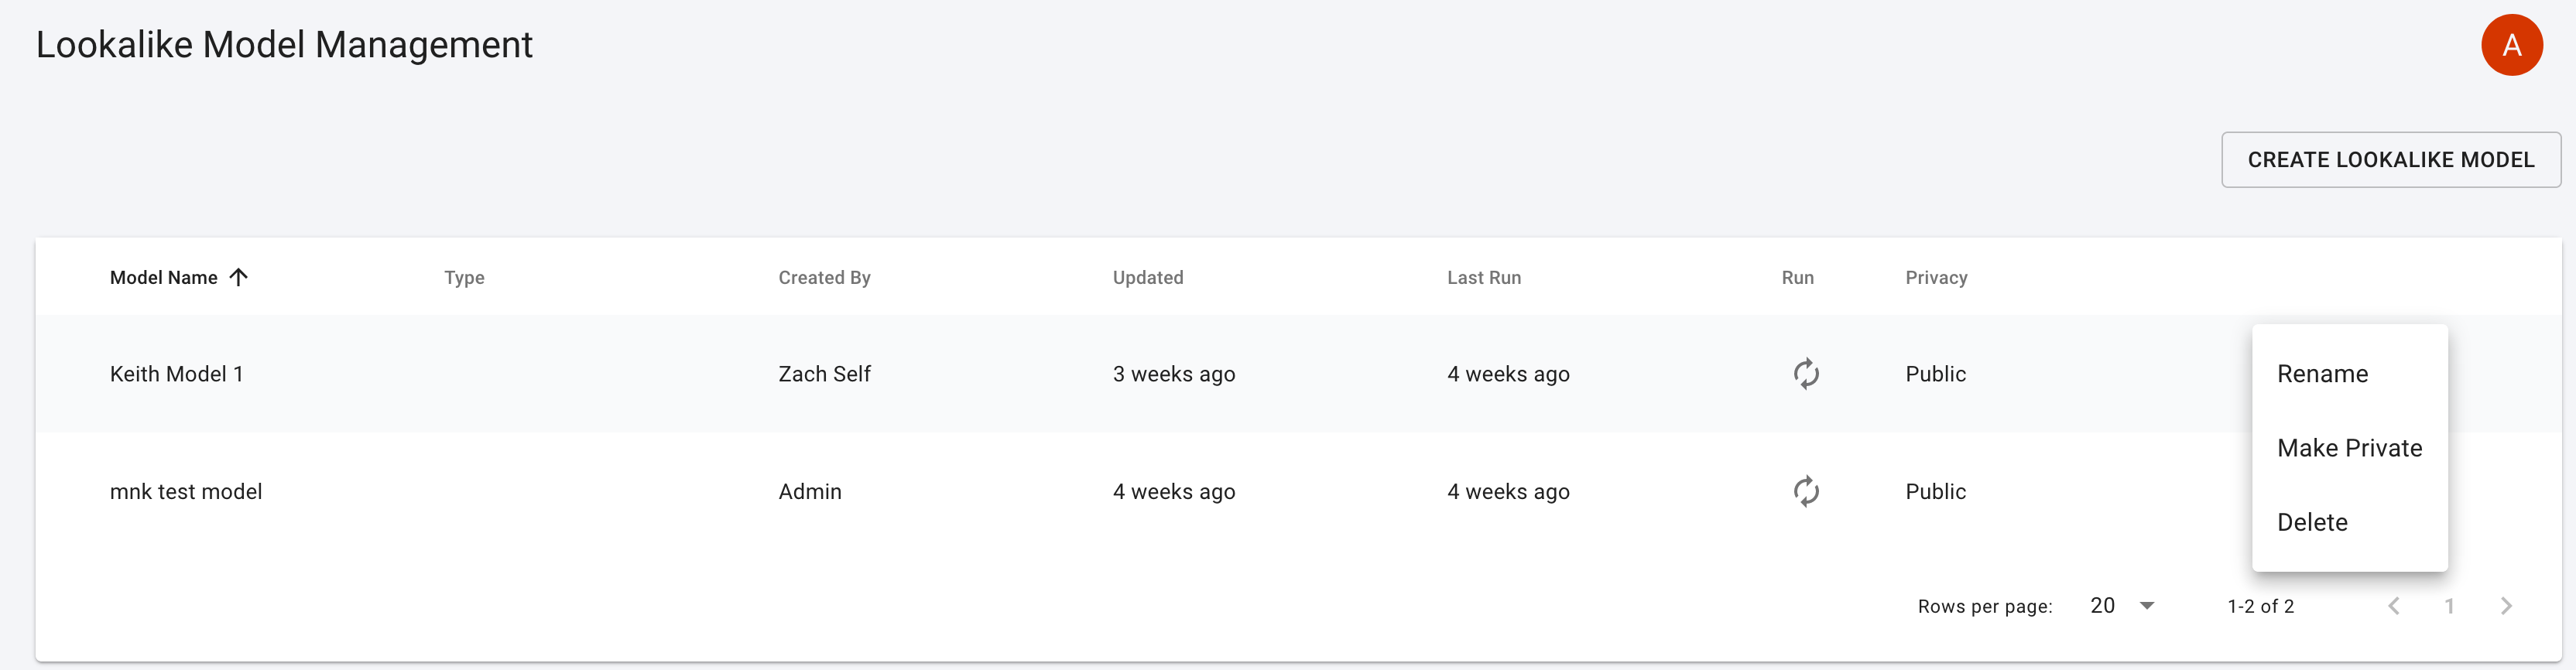 Lookalike Model Management
A
CREATE LOOKALIKE MODEL
Model Name Type Created By Updated Last Run Run Privacy
Keith Model 1 Zach Self 3 weeks ago 4 weeks ago Public
Rename
Make Private
Delete
mnk test model Admin 4 weeks ago 4 weeks ago Public
Rows per page: 20 1-2 of 2 1